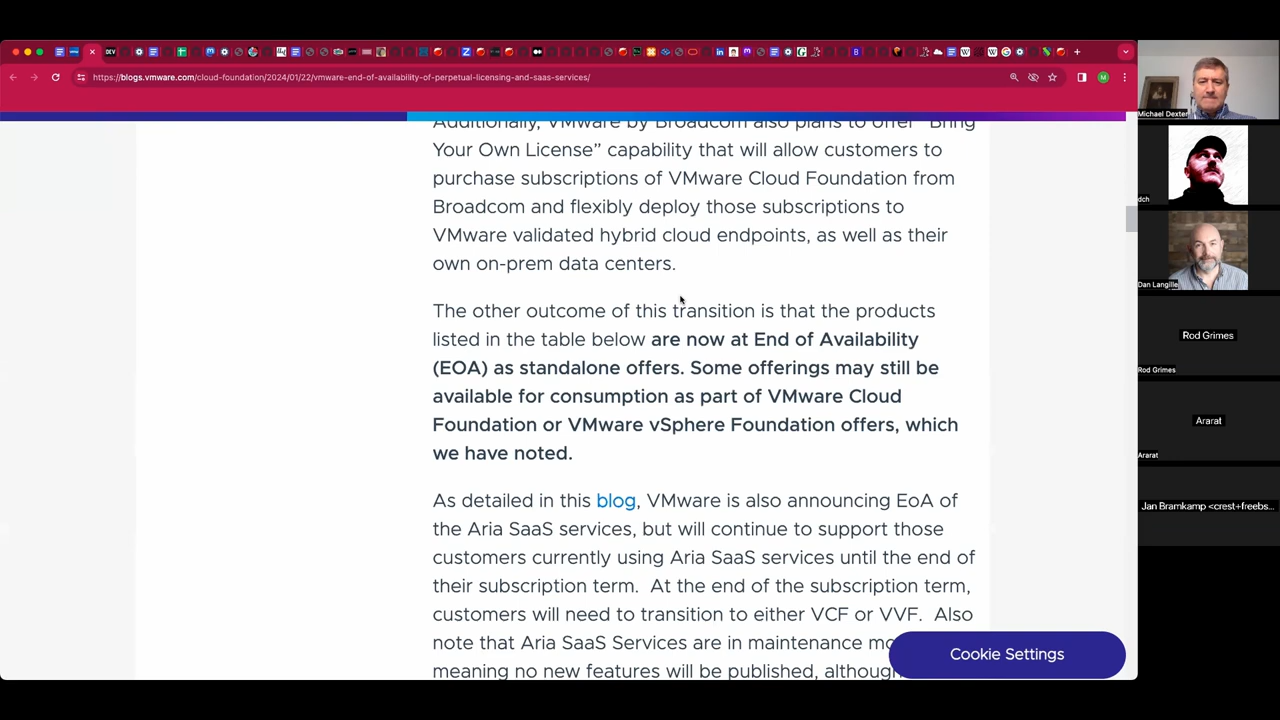 https://blogs.vmware.com/cloud-foundation/2024/01/22/vmware-end-of-availability-of-perpetual-licensing-and-saas-services/
Additionally, VMware by Broadcom also plans to offer "Bring
Your Own License” capability that will allow customers to
purchase subscriptions of VMware Cloud Foundation from
Broadcom and flexibly deploy those subscriptions to
VMware validated hybrid cloud endpoints, as well as their
own on-prem data centers.
The other outcome of this transition is that the products
listed in the table below are now at End of Availability
(EOA) as standalone offers. Some offerings may still be
available for consumption as part of VMware Cloud
Foundation or VMware vSphere Foundation offers, which
we have noted.
As detailed in this blog, VMware is also announcing EoA of
the Aria SaaS services, but will continue to support those
customers currently using Aria SaaS services until the end of
their subscription term. At the end of the subscription term,
customers will need to transition to either VCF or VVF. Also
note that Aria SaaS Services are in maintenance mo
meaning no new features will be published, although
Cookie Settings
Michael Dexter
dch
Dan Langille
Rod Grimes
Rod Grimes
Ararat
Ararat
Jan Bramkamp <crest+freebs...